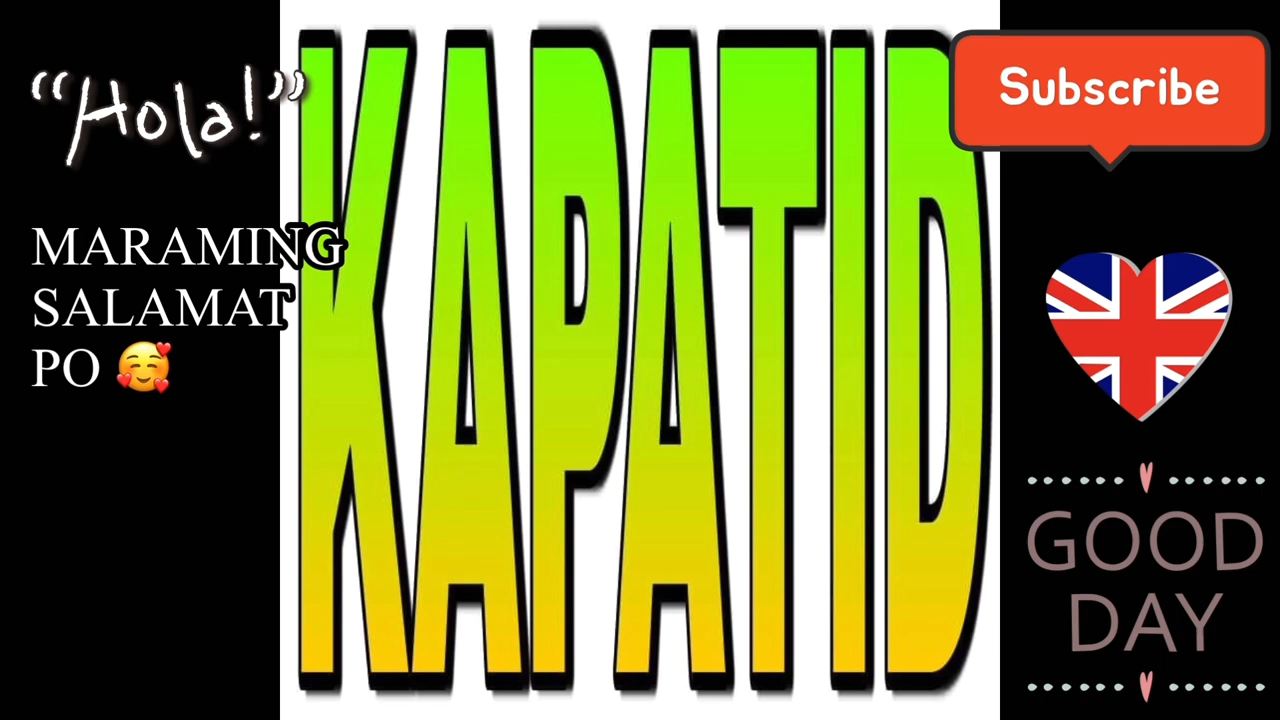 “Hola!”
MARAMING
SALAMAT
PO 🥰
KAPATID
Subscribe
GOOD
DAY